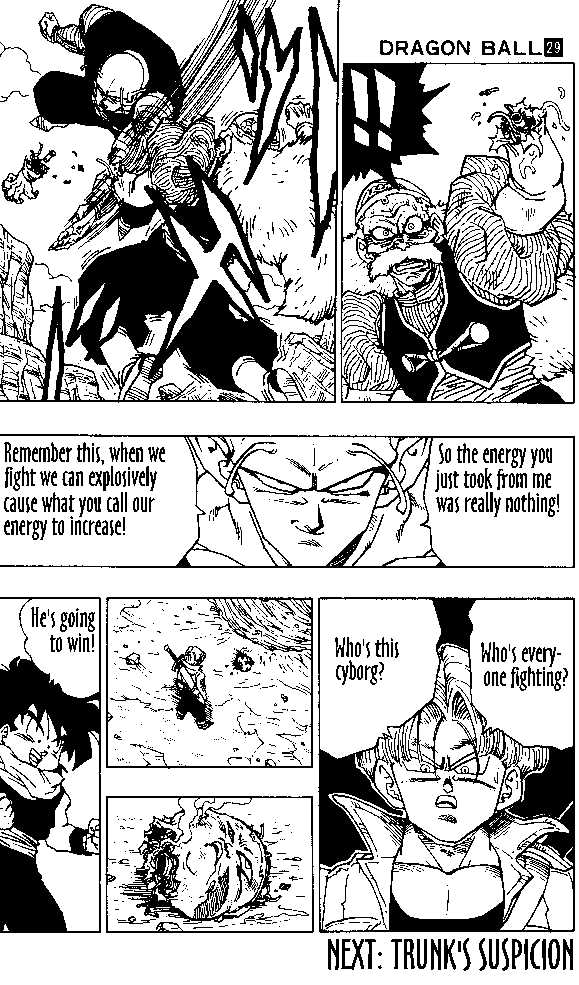 DRAGON BALL 29
!!
So the energy you
just took from me
was really nothing!
Remember this, when we
fight we can explosively
cause what you call our
energy to increase!
Who's every-
one fighting?
Who's this
cyborg?
He's going
to win!
NEXT: TRUNK'S SUSPICION